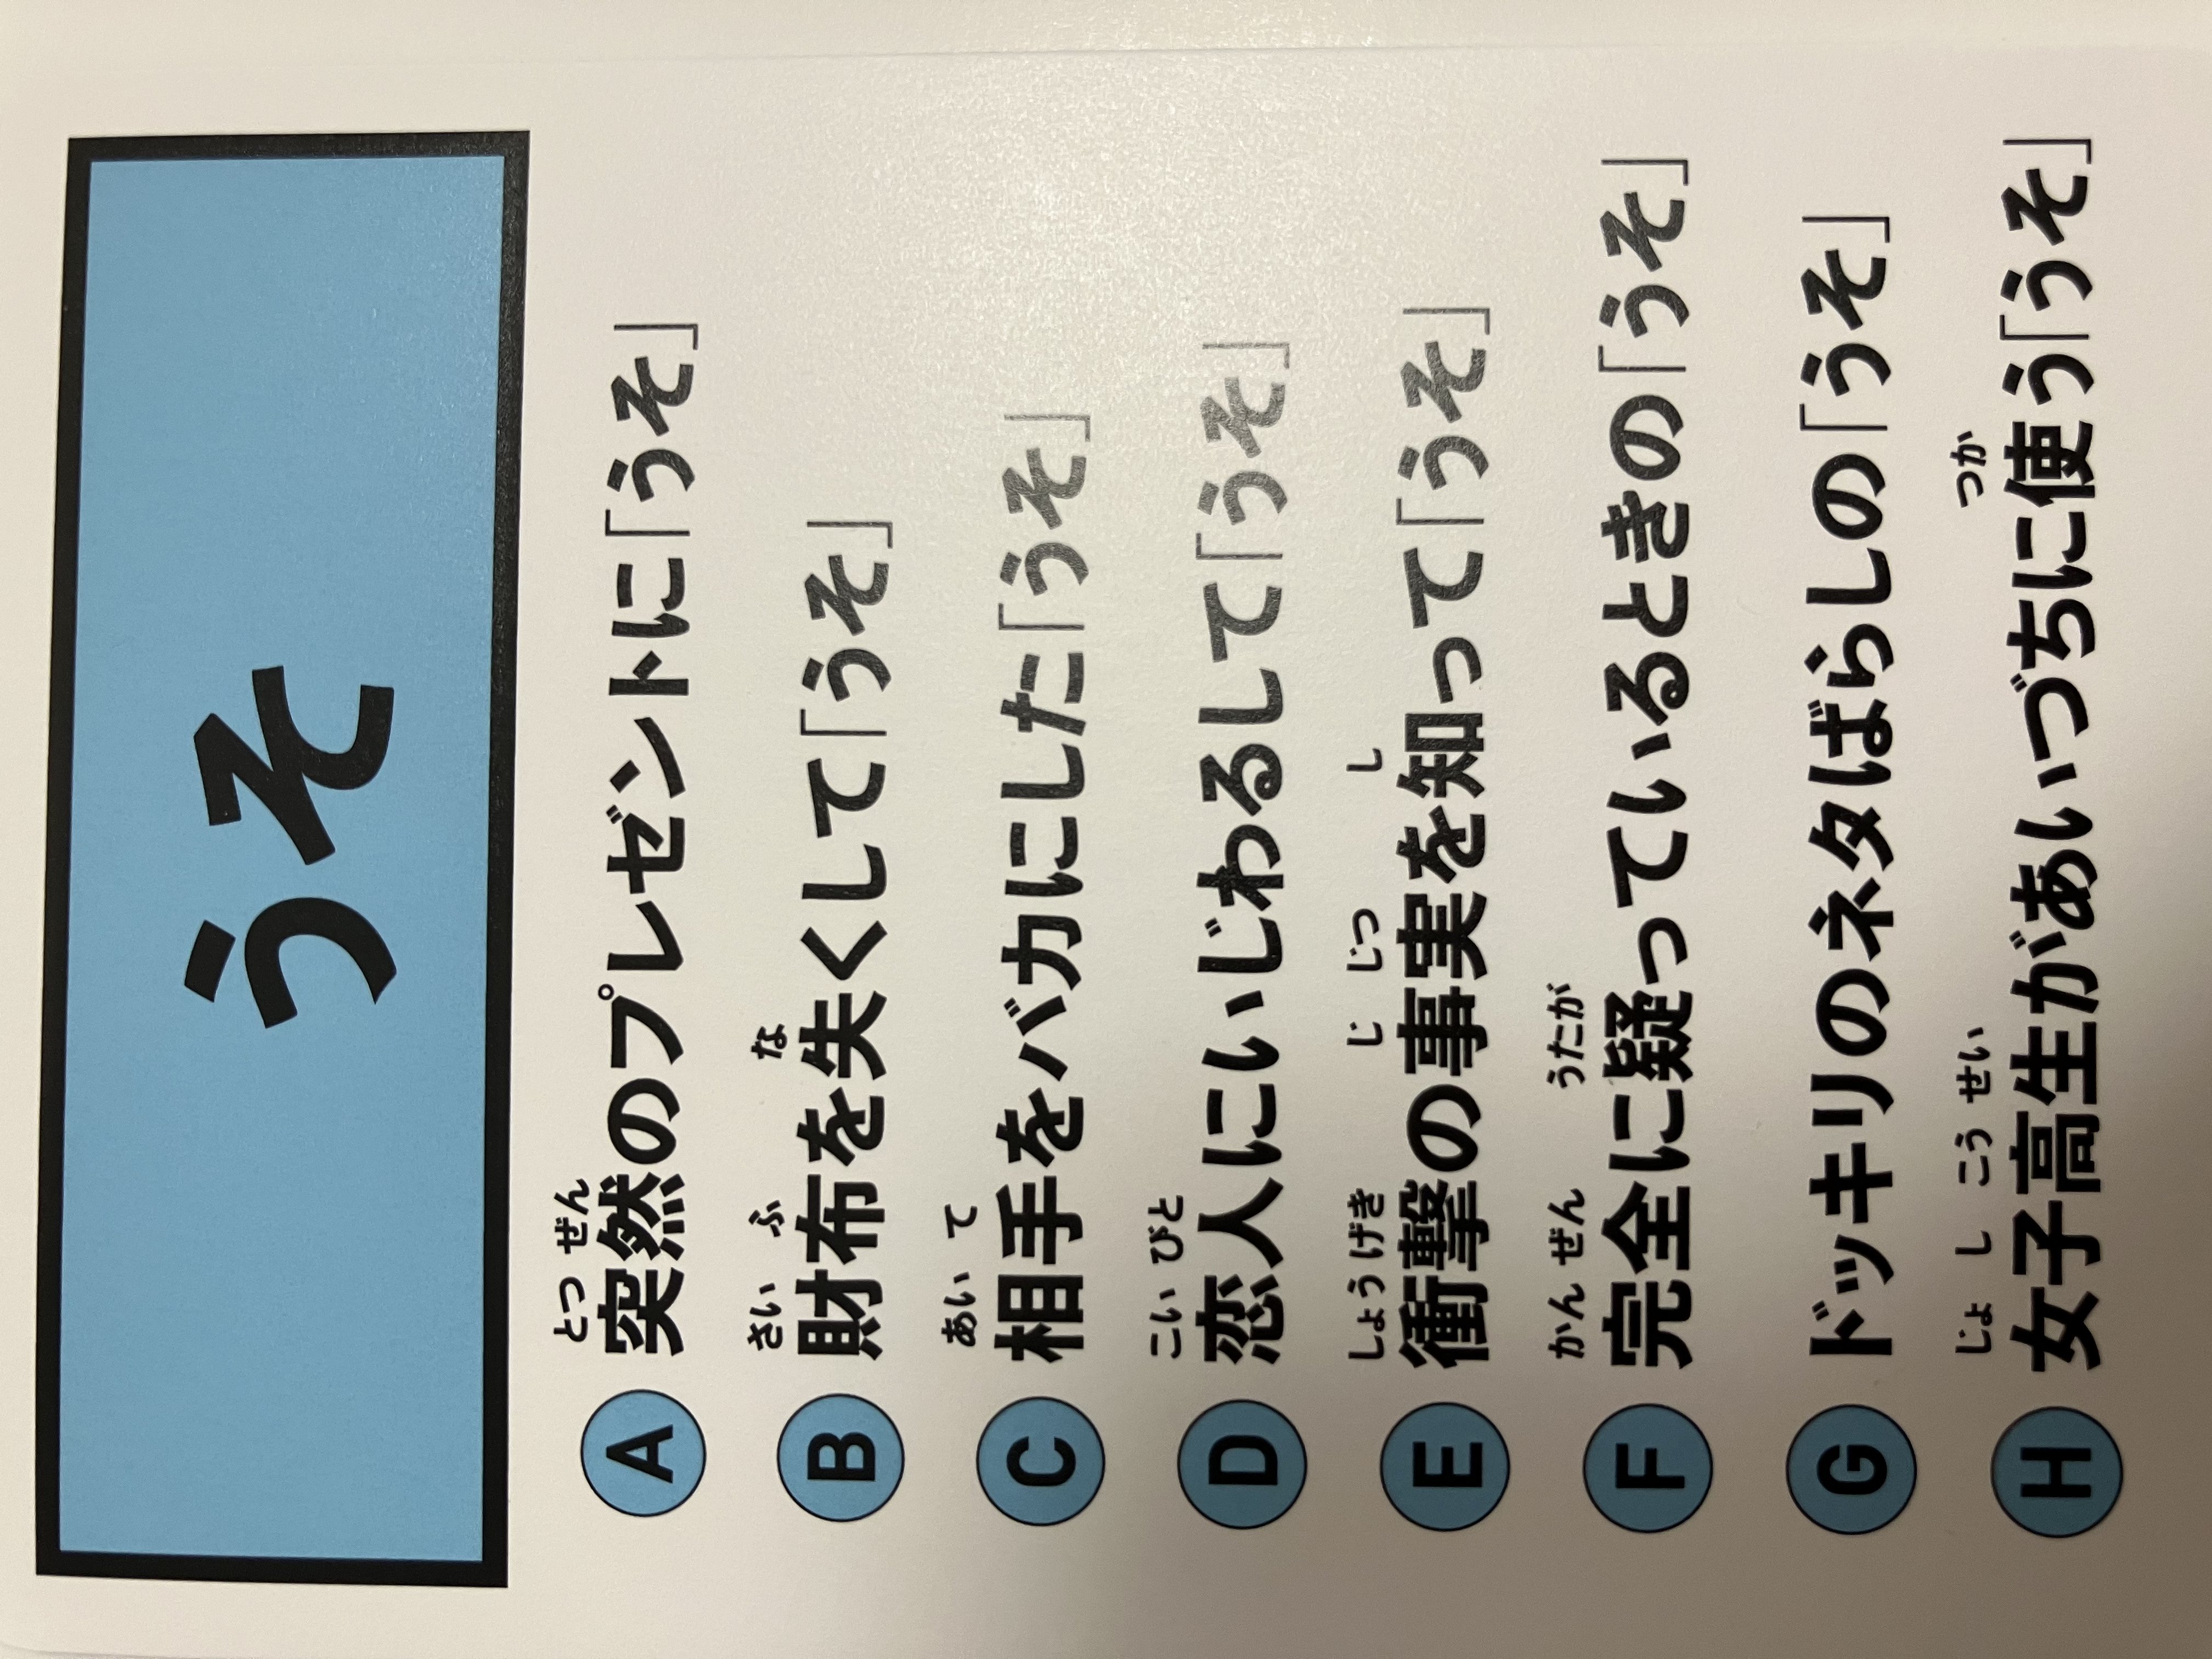 うそ
とつ ぜん
A 突然のプレゼントに「うそ」
さい ふ な
B 財布を失くして「うそ」
あい て
C 相手をバカにした「うそ」
こい びと
D 恋人にいじわるして「うそ」
しょう げき じ じつ し
E 衝撃の事実を知って「うそ」
かん ぜん うたが
F 完全に疑っているときの「うそ」
G ドッキリのネタばらしの「うそ」
じょ し こう せい つか
H 女子高生があいづちに使う「うそ」